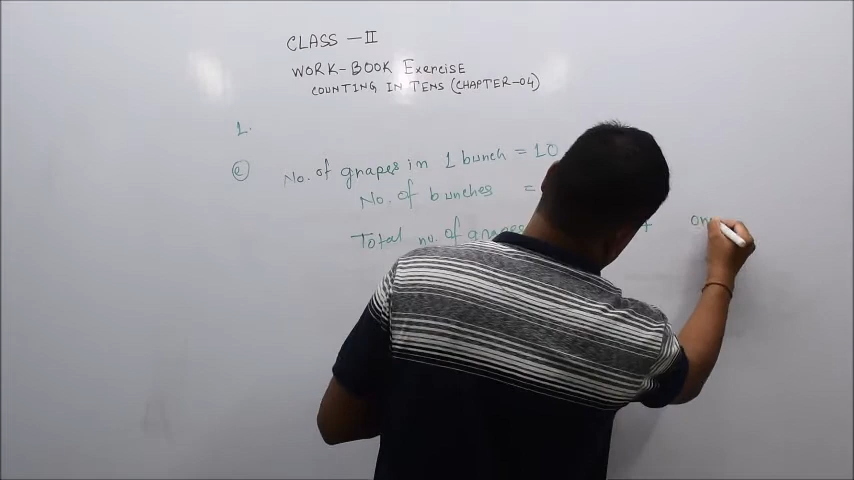 CLASS - II
WORK-BOOK Exercise
COUNTING IN TENS (CHAPTER-04)
1.
(e) No. of grapes in 1 bunch = 10
No. of bunches =
Total no. of grapes + on